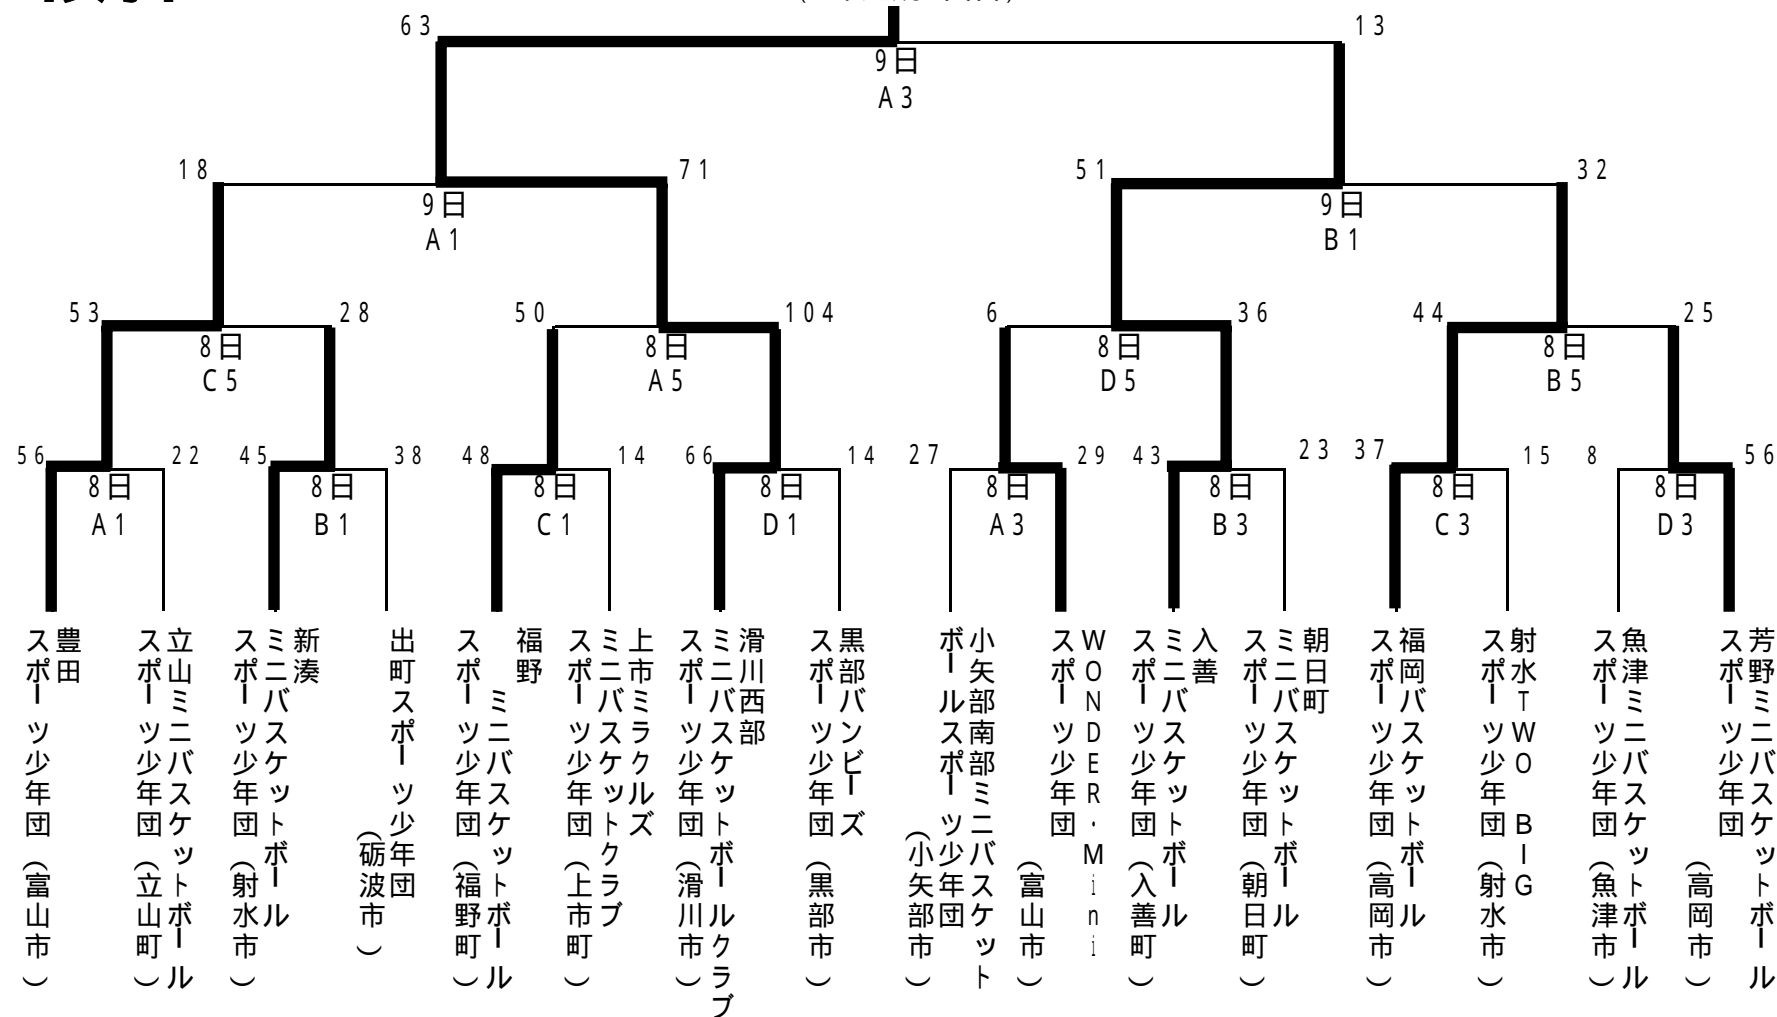 63
13
9日
A3
18
71
51
32
9日
A1
9日
B1
53
28
50
104
6
36
44
25
8日
C5
8日
A5
8日
D5
8日
B5
56
22
45
38
48
14
66
14
27
29
43
23
37
15
8
56
8日
A1
8日
B1
8日
C1
8日
D1
8日
A3
8日
B3
8日
C3
8日
D3
豊田
スポーツ少年団(富山市)
立山ミニバスケットボール
スポーツ少年団(立山町)
新湊
ミニバスケットボール
スポーツ少年団(射水市)
出町スポーツ少年団
(砺波市)
福野
ミニバスケットボール
スポーツ少年団(福野町)
上市ミラクルズ
ミニバスケットクラブ
スポーツ少年団(上市町)
滑川西部
ミニバスケットボールクラブ
スポーツ少年団(滑川市)
黒部バンビーズ
スポーツ少年団(黒部市)
小矢部南部ミニバスケット
ボールスポーツ少年団
(小矢部市)
WONDER・Mini
スポーツ少年団
(富山市)
入善
ミニバスケットボール
スポーツ少年団(入善町)
朝日町
ミニバスケットボール
スポーツ少年団(朝日町)
福岡バスケットボール
スポーツ少年団(高岡市)
射水TWO BIG
スポーツ少年団(射水市)
魚津ミニバスケットボール
スポーツ少年団(魚津市)
芳野ミニバスケットボール
スポーツ少年団
(高岡市)